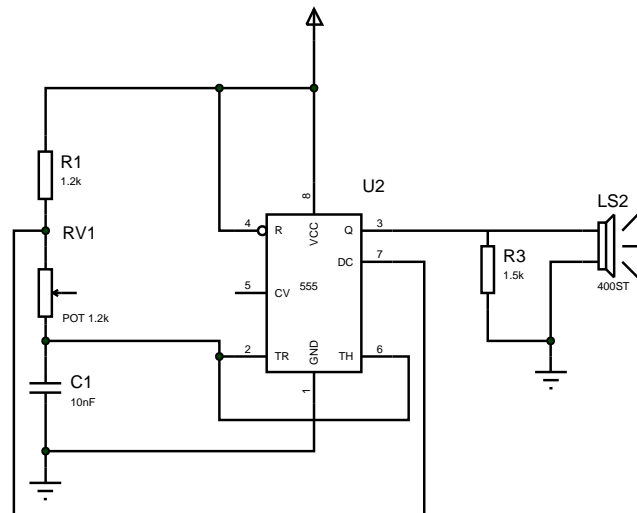 R1
1.2k
RV1
POT 1.2k
C1
10nF
U2
4
R
8
VCC
Q
3
DC
7
5
CV
555
2
TR
GND
1
TH
6
R3
1.5k
LS2
400ST